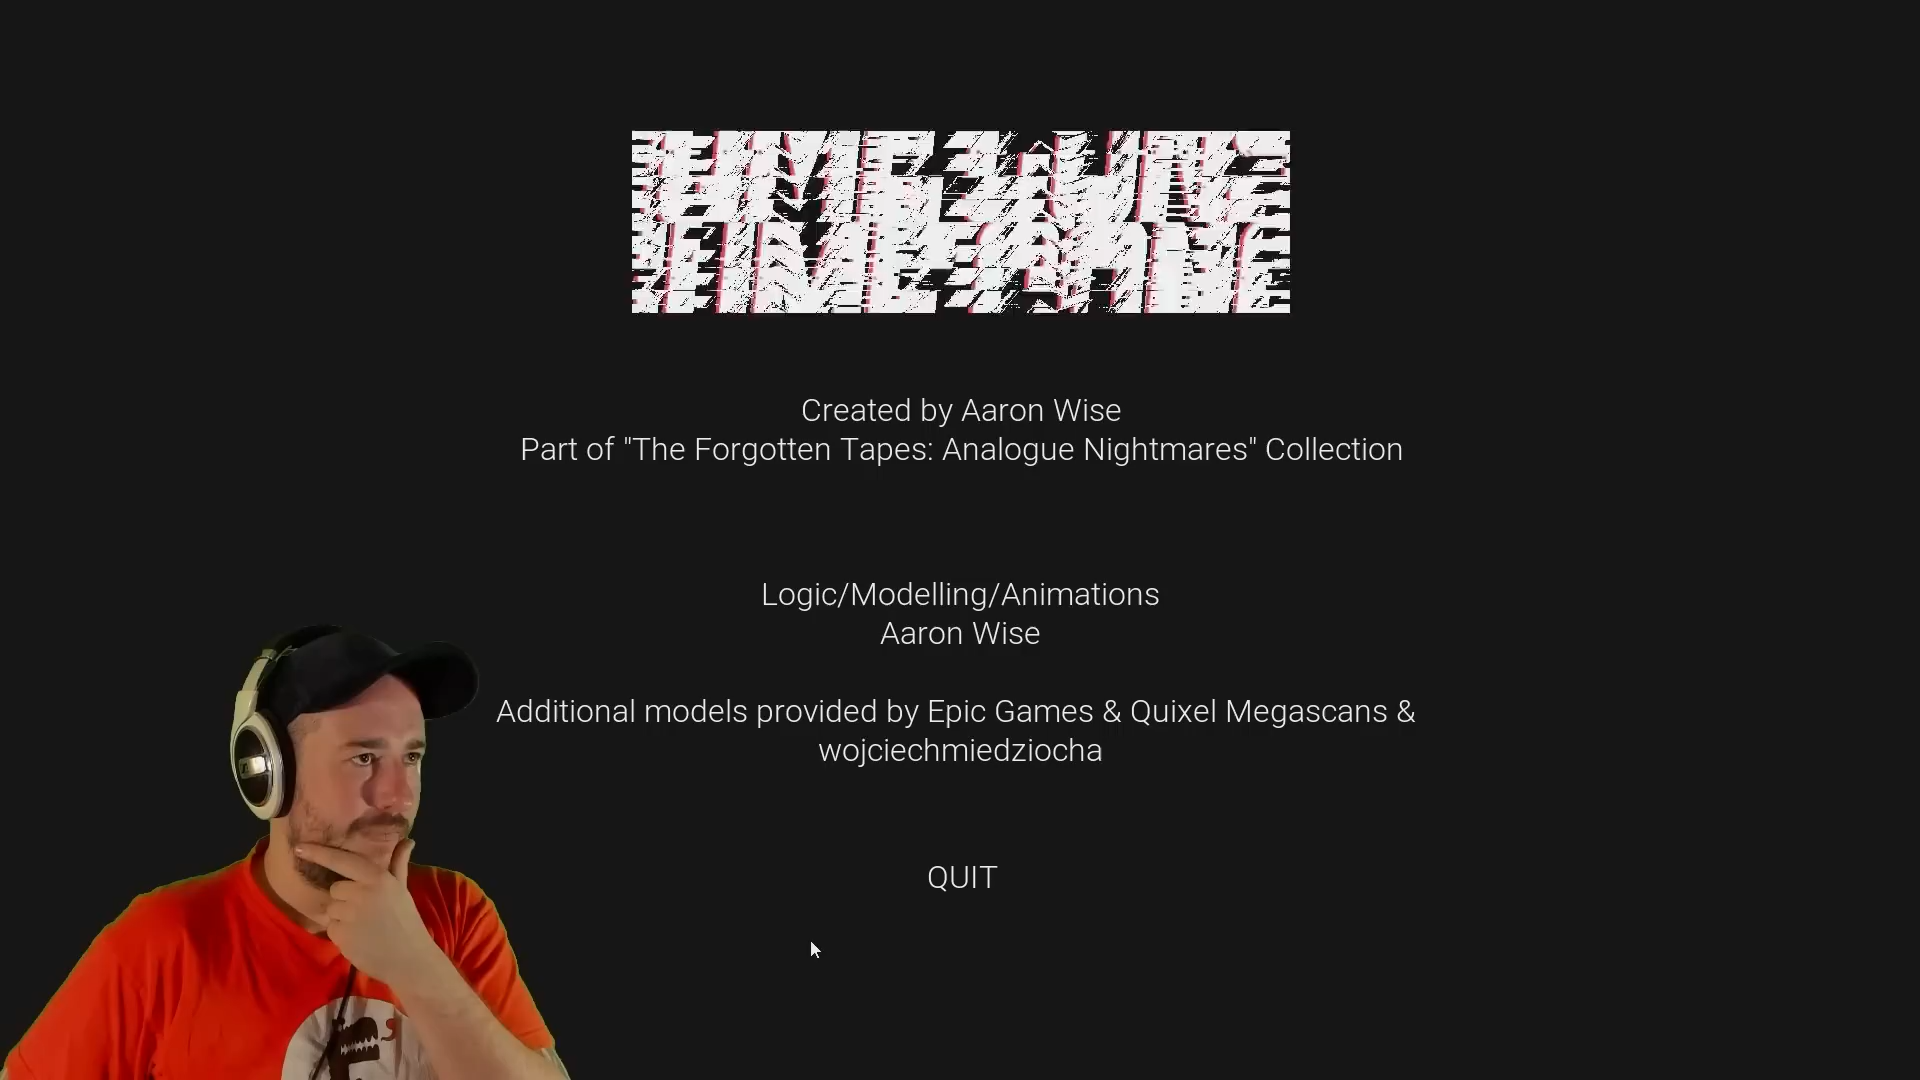 Created by Aaron Wise
Part of "The Forgotten Tapes: Analogue Nightmares" Collection
Logic/Modelling/Animations
Aaron Wise
Additional models provided by Epic Games & Quixel Megascans &
wojciechmiedziocha
QUIT